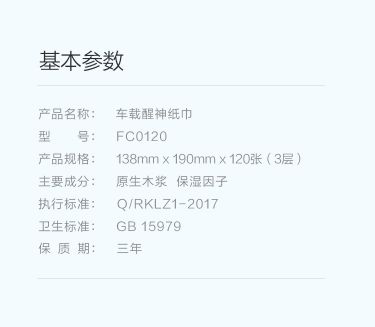 基本参数
产品名称： 车载醒神纸巾
型 号： FC0120
产品规格： 138mm x 190mm x 120张（3层）
主要成分： 原生木浆 保湿因子
执行标准： Q/RKLZ1-2017
卫生标准： GB 15979
保 质 期： 三年